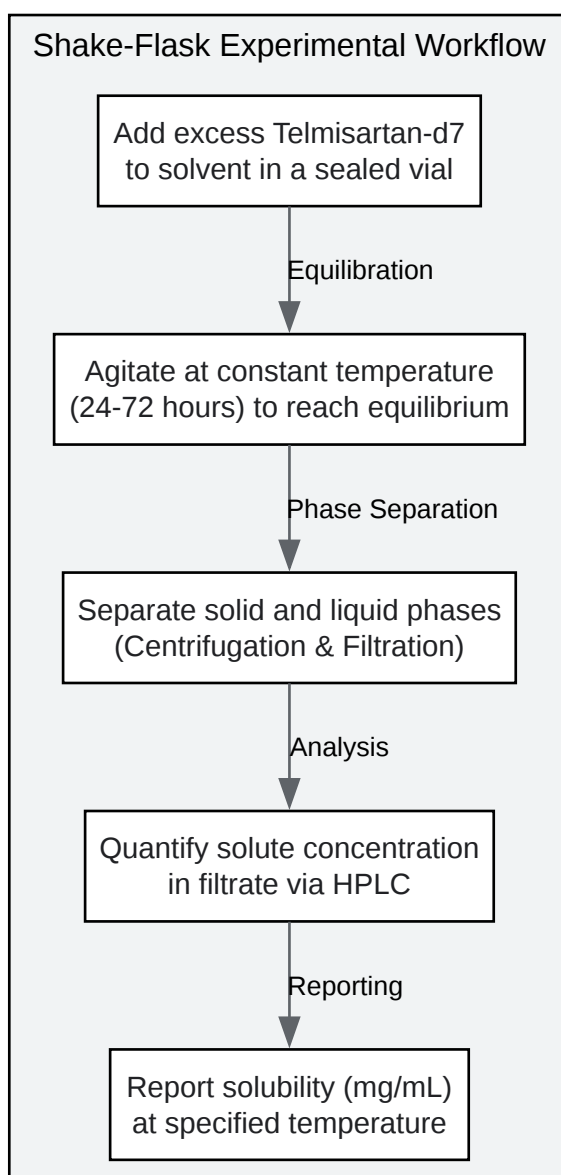 Shake-Flask Experimental Workflow
Add excess Telmisartan-d7
to solvent in a sealed vial
Equilibration
Agitate at constant temperature
(24-72 hours) to reach equilibrium
Phase Separation
Separate solid and liquid phases
(Centrifugation & Filtration)
Analysis
Quantify solute concentration
in filtrate via HPLC
Reporting
Report solubility (mg/mL)
at specified temperature